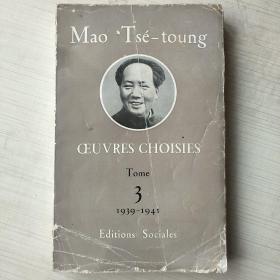 Mao ‘Tsé-toung
ŒUVRES CHOISIES
Tome
3
1939-1941
Editions Sociales